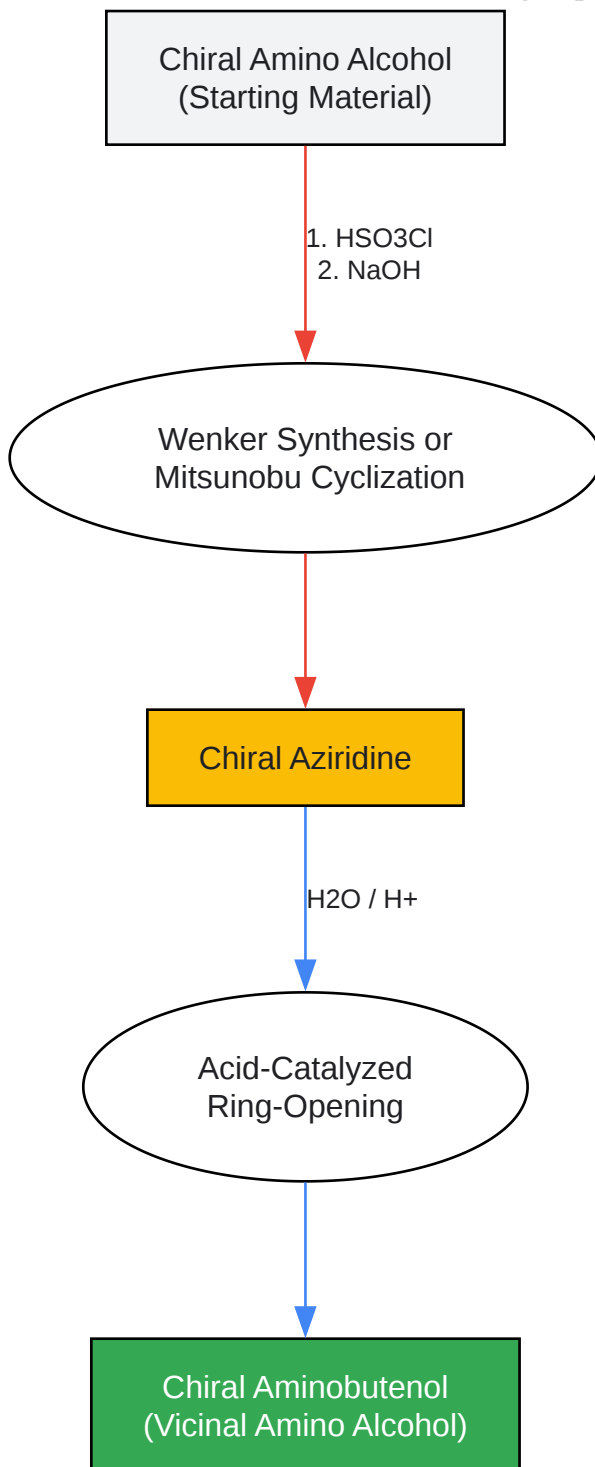 Chiral Amino Alcohol
(Starting Material)
1. HSO3Cl
2. NaOH
Wenker Synthesis or
Mitsunobu Cyclization
Chiral Aziridine
H2O / H+
Acid-Catalyzed
Ring-Opening
Chiral Aminobutenol
(Vicinal Amino Alcohol)